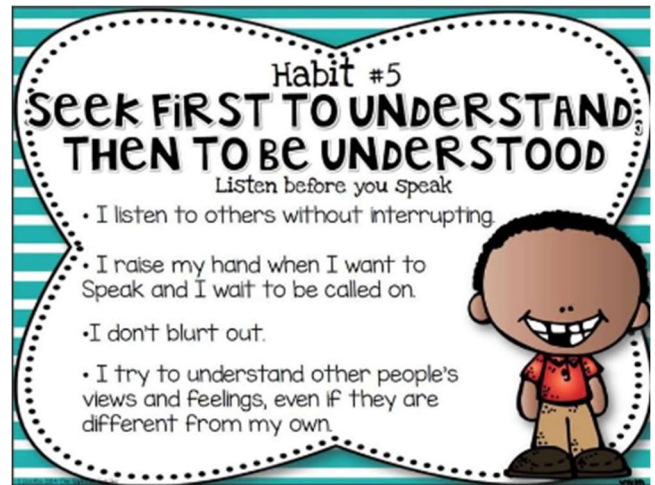 Habit #5
SEEK FIRST TO UNDERSTAND,
THEN TO BE UNDERSTOOD
Listen before you speak
• I listen to others without interrupting.
• I raise my hand when I want to
Speak and I wait to be called on.
•I don't blurt out.
• I try to understand other people's
views and feelings, even if they are
different from my own.